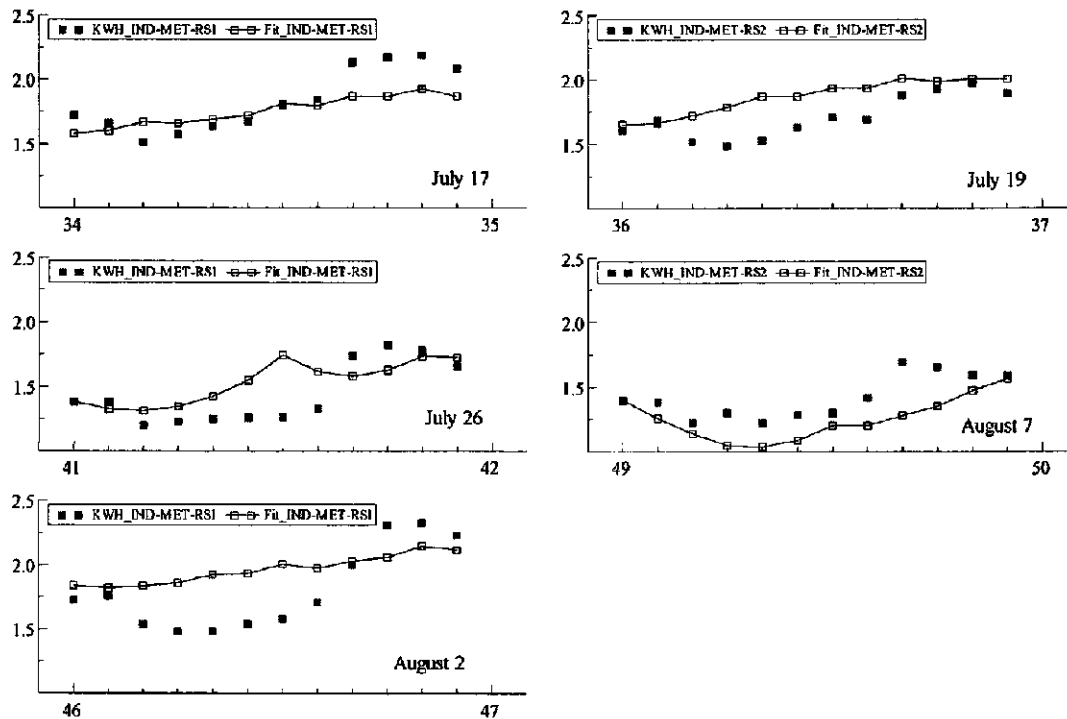 2.5
KWH_IND-MET-RS1 Fit_IND-MET-RS1
2.0
1.5
July 17
34 35
2.5
KWH_IND-MET-RS2 Fit_IND-MET-RS2
2.0
1.5
July 19
36 37
2.5
KWH_IND-MET-RS1 Fit_IND-MET-RS1
2.0
1.5
July 26
41 42
2.5
KWH_IND-MET-RS2 Fit_IND-MET-RS2
2.0
1.5
August 7
49 50
2.5
KWH_IND-MET-RS1 Fit_IND-MET-RS1
2.0
1.5
August 2
46 47